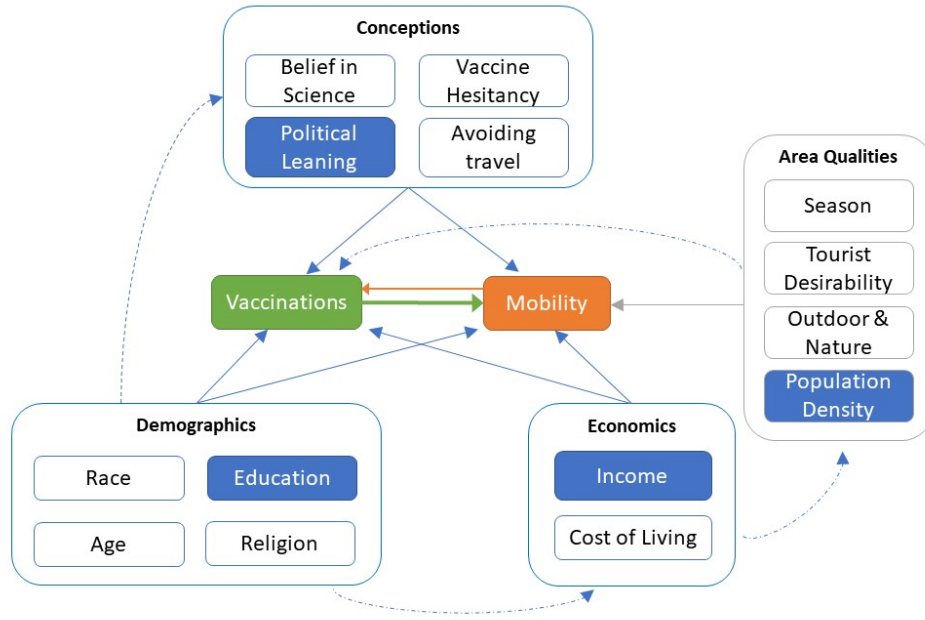 Conceptions
Belief in
Science
Vaccine
Hesitancy
Political
Leaning
Avoiding
travel
Area Qualities
Season
Tourist
Desirability
Outdoor &
Nature
Population
Density
Vaccinations
Mobility
Demographics
Race
Education
Age
Religion
Economics
Income
Cost of Living